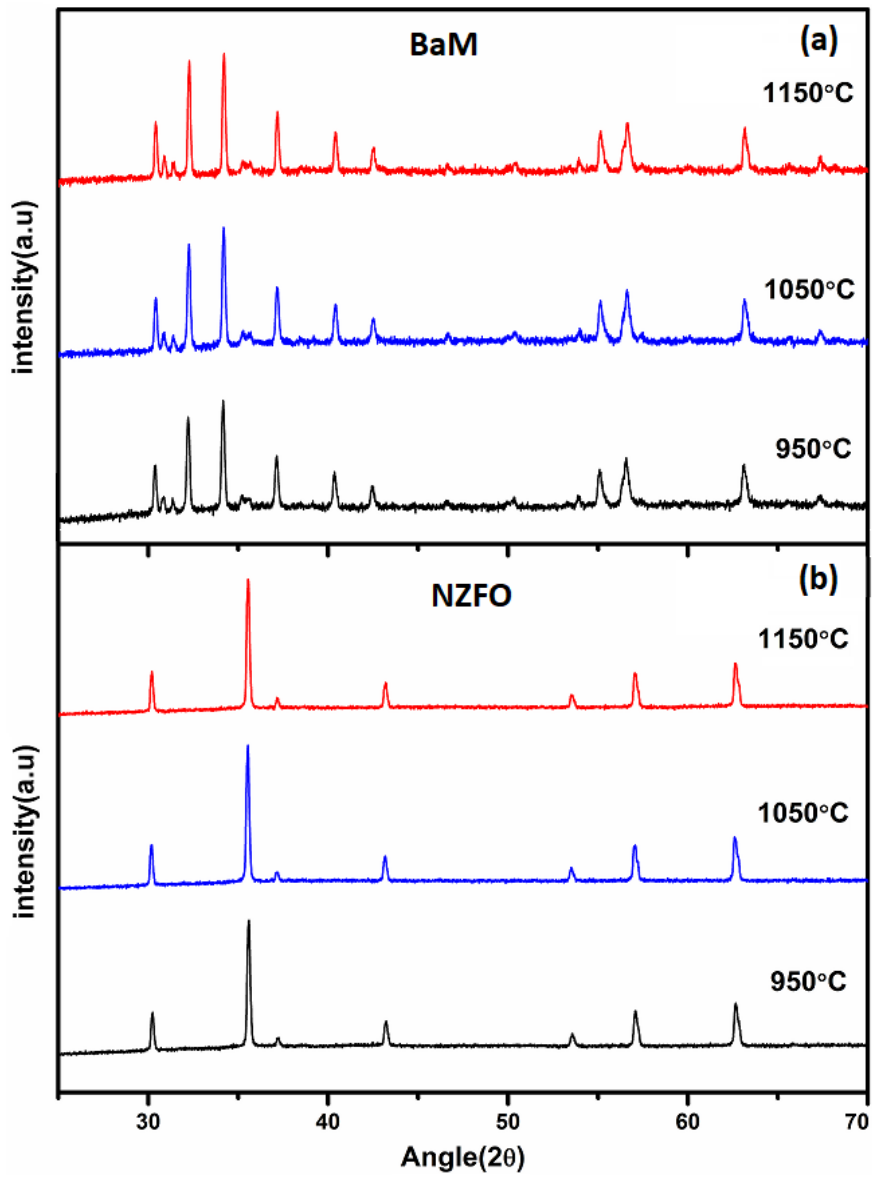 BaM
(a)
1150°C
1050°C
950°C
intensity(a.u)
NZFO
(b)
1150°C
1050°C
950°C
intensity(a.u)
30 40 50 60 70
Angle(2θ)